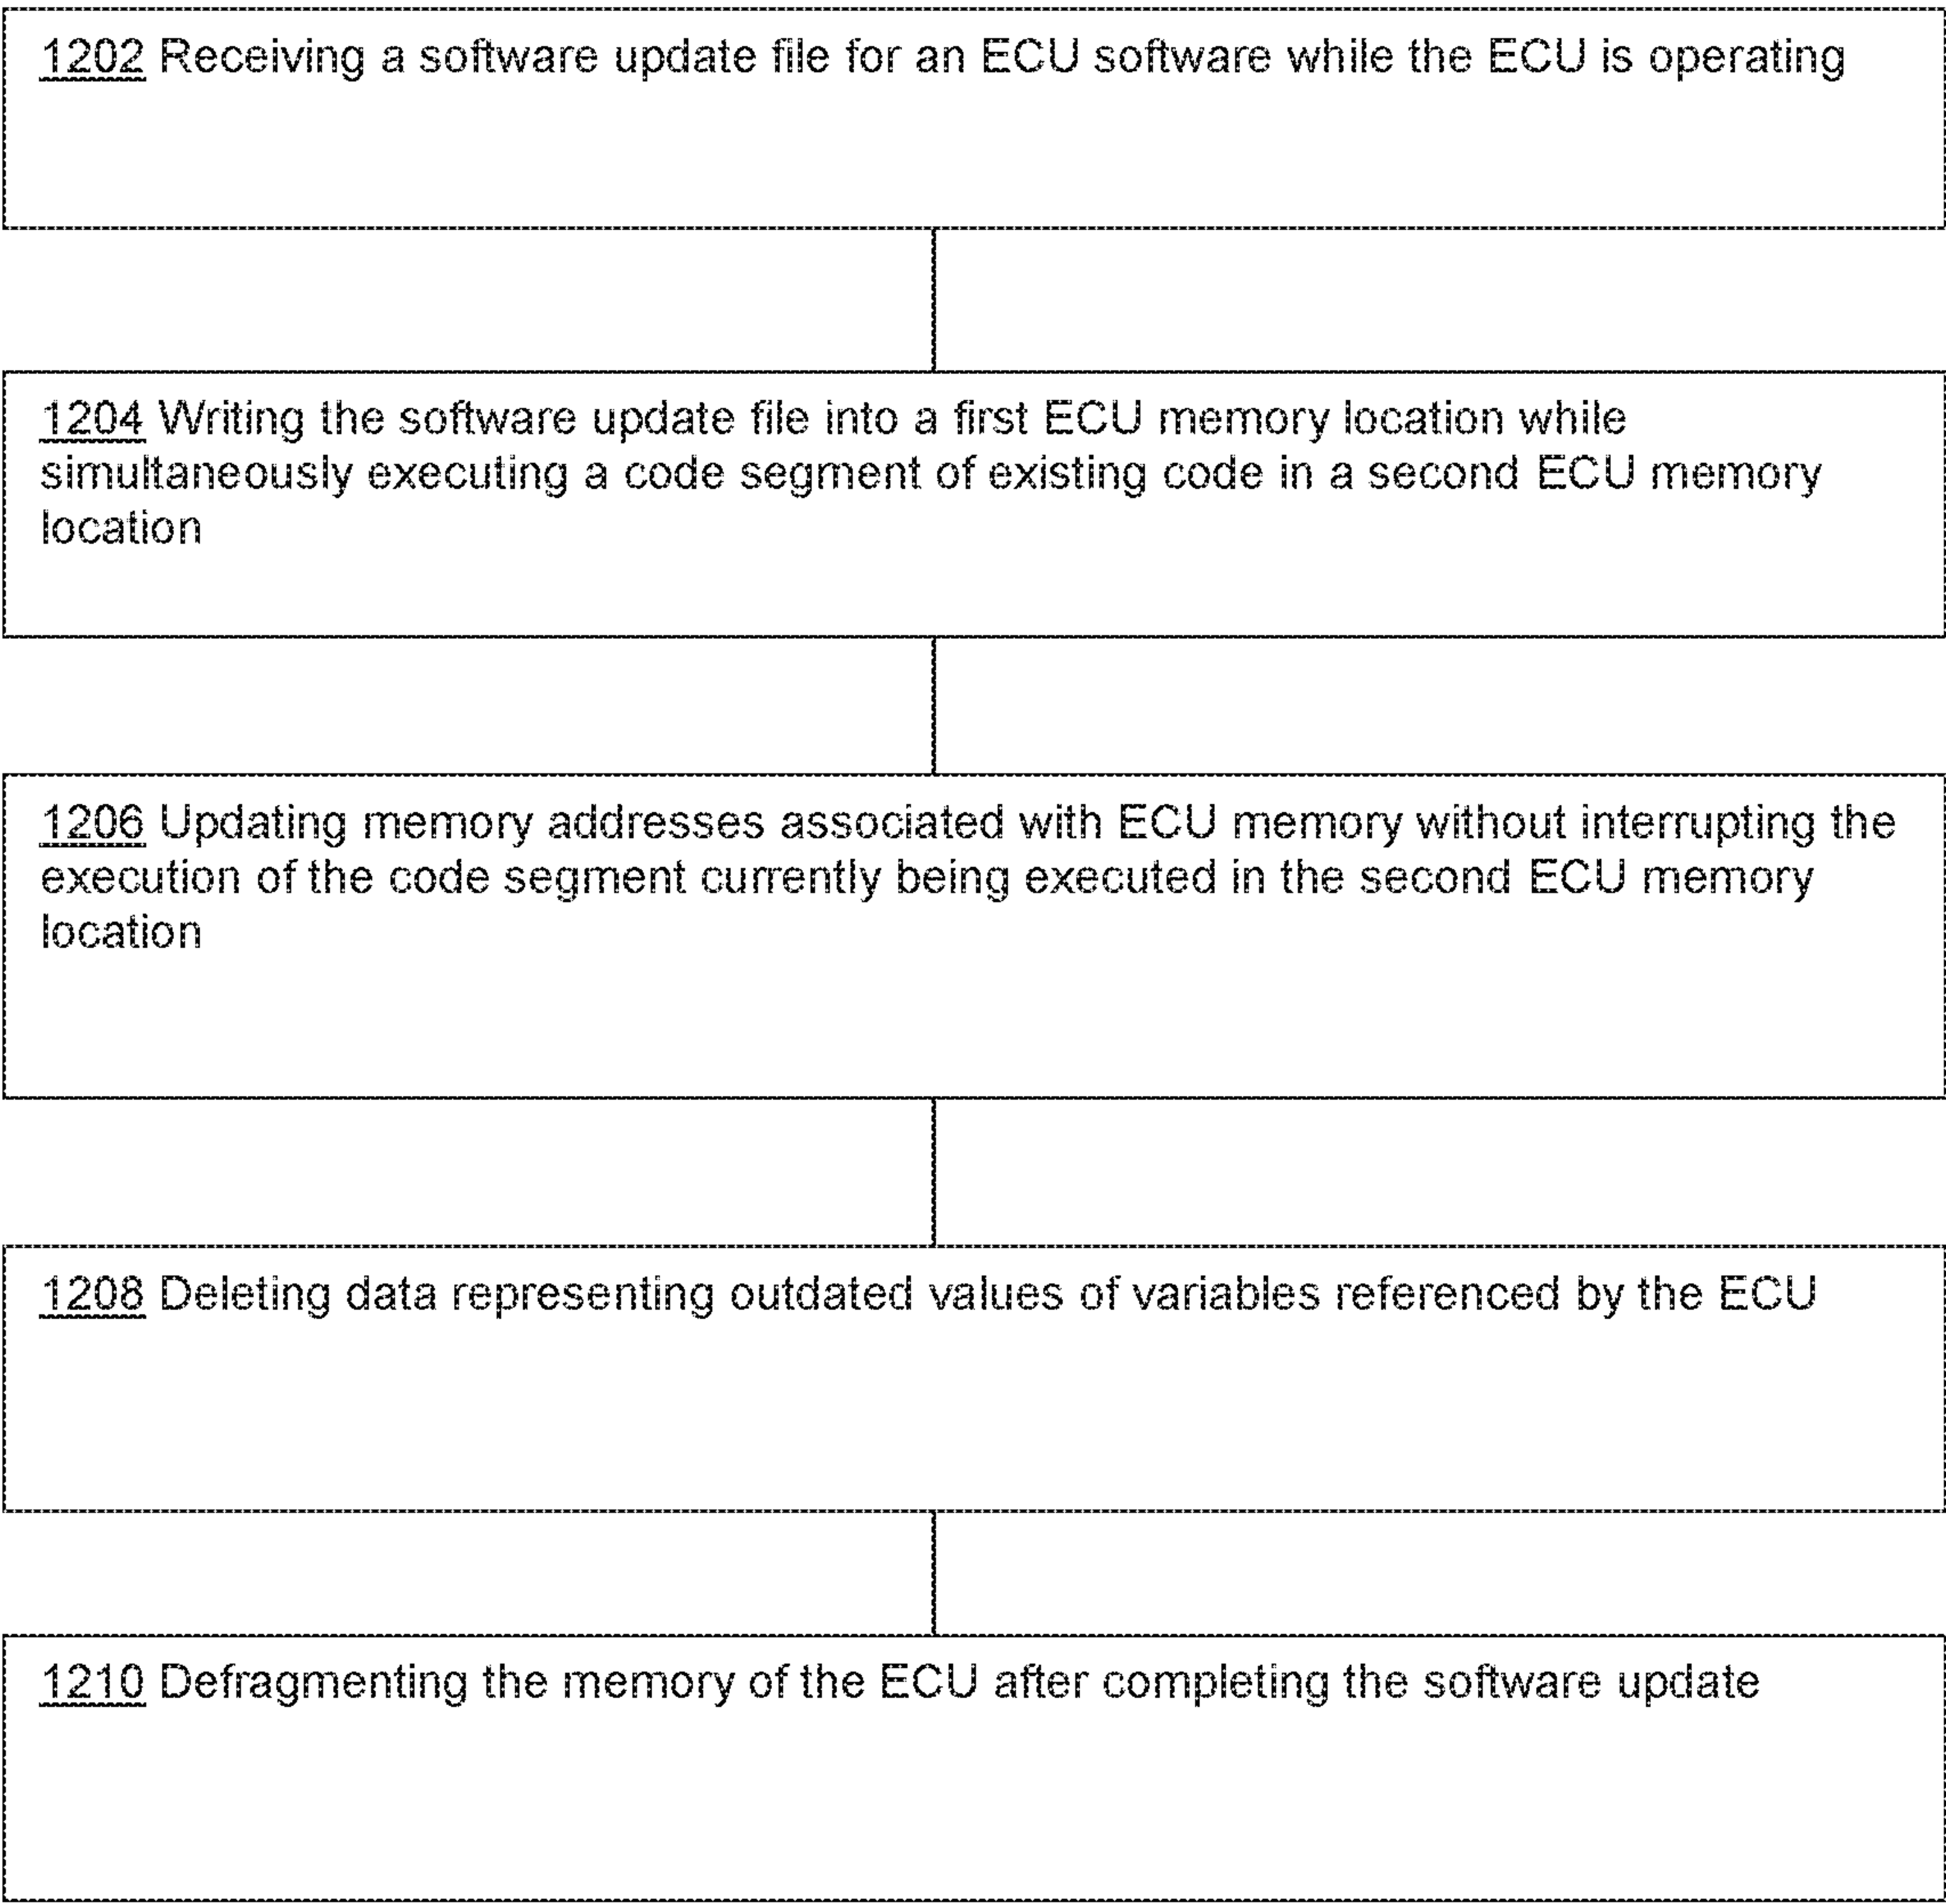 1202 Receiving a software update file for an ECU software while the ECU is operating
1204 Writing the software update file into a first ECU memory location while
simultaneously executing a code segment of existing code in a second ECU memory
location
1206 Updating memory addresses associated with ECU memory without interrupting the
execution of the code segment currently being executed in the second ECU memory
location
1208 Deleting data representing outdated values of variables referenced by the ECU
1210 Defragmenting the memory of the ECU after completing the software update